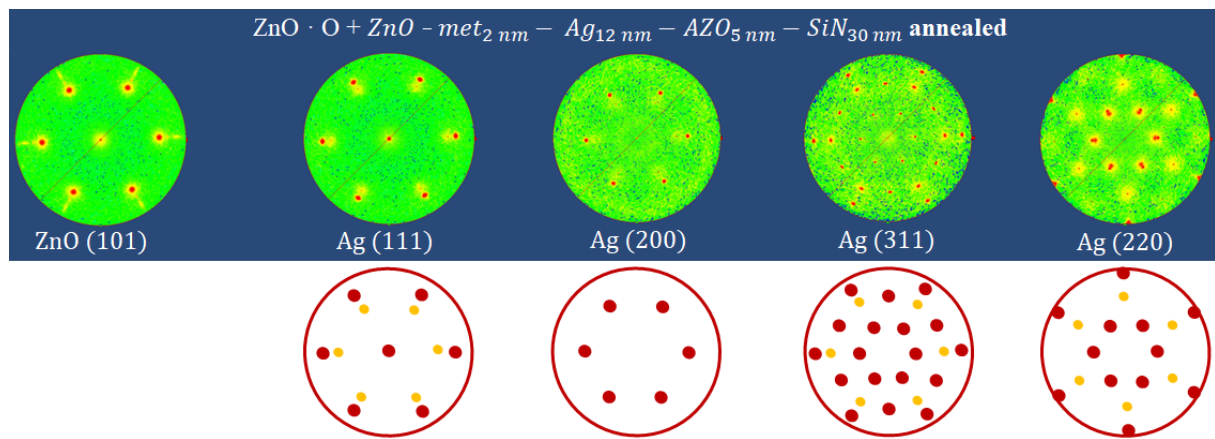 ZnO · O + ZnO - met₂ ₙₘ − Ag₁₂ ₙₘ − AZO₅ ₙₘ − SiN₃₀ ₙₘ annealed
ZnO (101) Ag (111) Ag (200) Ag (311) Ag (220)